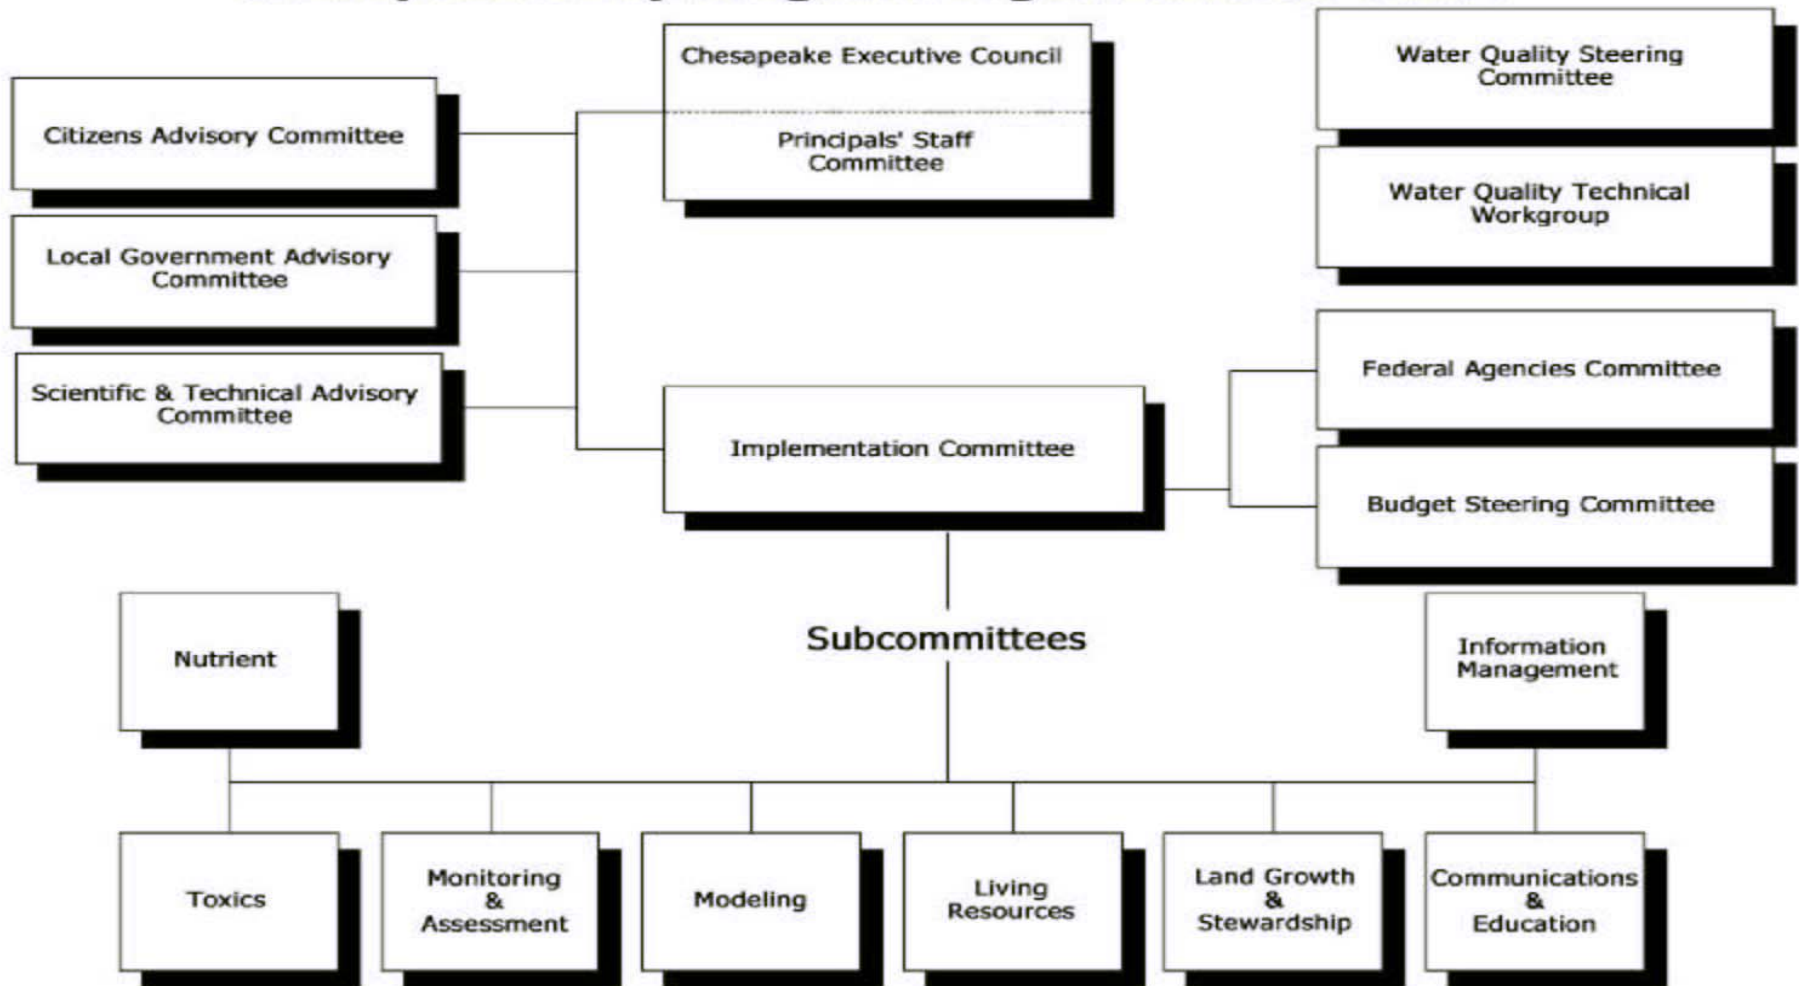 Chesapeake Executive Council
Principals' Staff
Committee
Water Quality Steering
Committee
Water Quality Technical
Workgroup
Citizens Advisory Committee
Local Government Advisory
Committee
Scientific & Technical Advisory
Committee
Implementation Committee
Federal Agencies Committee
Budget Steering Committee
Subcommittees
Nutrient
Information
Management
Toxics
Monitoring
&
Assessment
Modeling
Living
Resources
Land Growth
&
Stewardship
Communications
&
Education